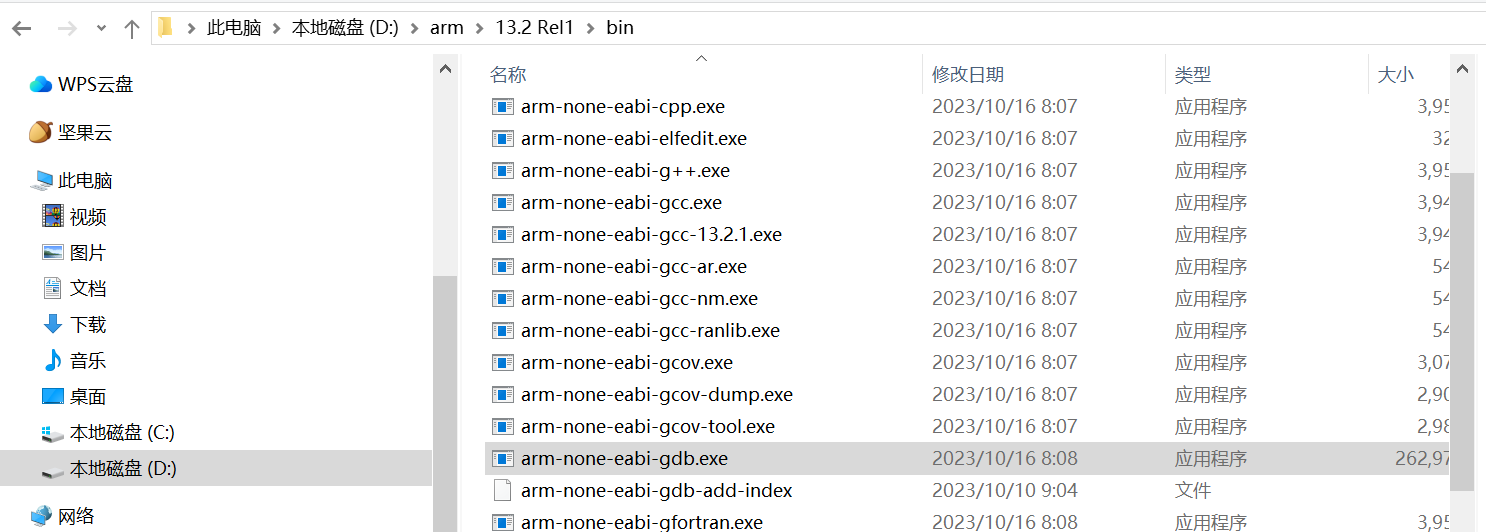 此电脑 > 本地磁盘 (D:) > arm > 13.2 Rel1 > bin
WPS云盘
坚果云
此电脑
视频
图片
文档
下载
音乐
桌面
本地磁盘 (C:)
本地磁盘 (D:)
网络
名称 修改日期 类型 大小
arm-none-eabi-cpp.exe 2023/10/16 8:07 应用程序 3,95
arm-none-eabi-elfedit.exe 2023/10/16 8:07 应用程序 32
arm-none-eabi-g++.exe 2023/10/16 8:07 应用程序 3,95
arm-none-eabi-gcc.exe 2023/10/16 8:07 应用程序 3,94
arm-none-eabi-gcc-13.2.1.exe 2023/10/16 8:07 应用程序 3,94
arm-none-eabi-gcc-ar.exe 2023/10/16 8:07 应用程序 54
arm-none-eabi-gcc-nm.exe 2023/10/16 8:07 应用程序 54
arm-none-eabi-gcc-ranlib.exe 2023/10/16 8:07 应用程序 54
arm-none-eabi-gcov.exe 2023/10/16 8:07 应用程序 3,07
arm-none-eabi-gcov-dump.exe 2023/10/16 8:07 应用程序 2,90
arm-none-eabi-gcov-tool.exe 2023/10/16 8:07 应用程序 2,98
arm-none-eabi-gdb.exe 2023/10/16 8:08 应用程序 262,97
arm-none-eabi-gdb-add-index 2023/10/10 9:04 文件
arm-none-eabi-gfortran.exe 2023/10/16 8:08 应用程序 3,95